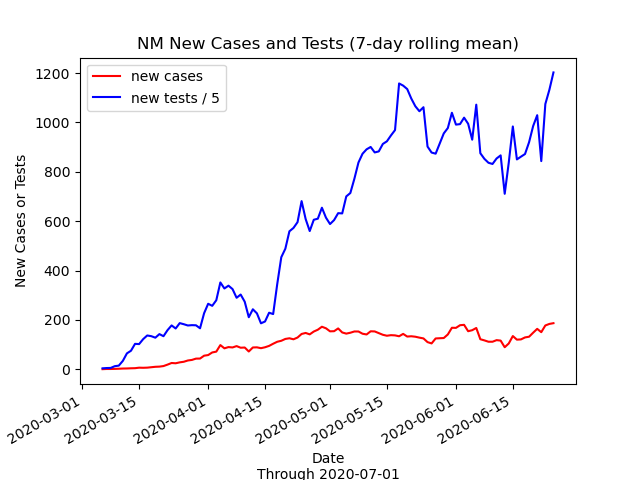 NM New Cases and Tests (7-day rolling mean)
new cases
new tests / 5
1200
1000
800
600
400
200
0
New Cases or Tests
2020-03-01
2020-03-15
2020-04-01
2020-04-15
2020-05-01
2020-05-15
2020-06-01
2020-06-15
Date
Through 2020-07-01